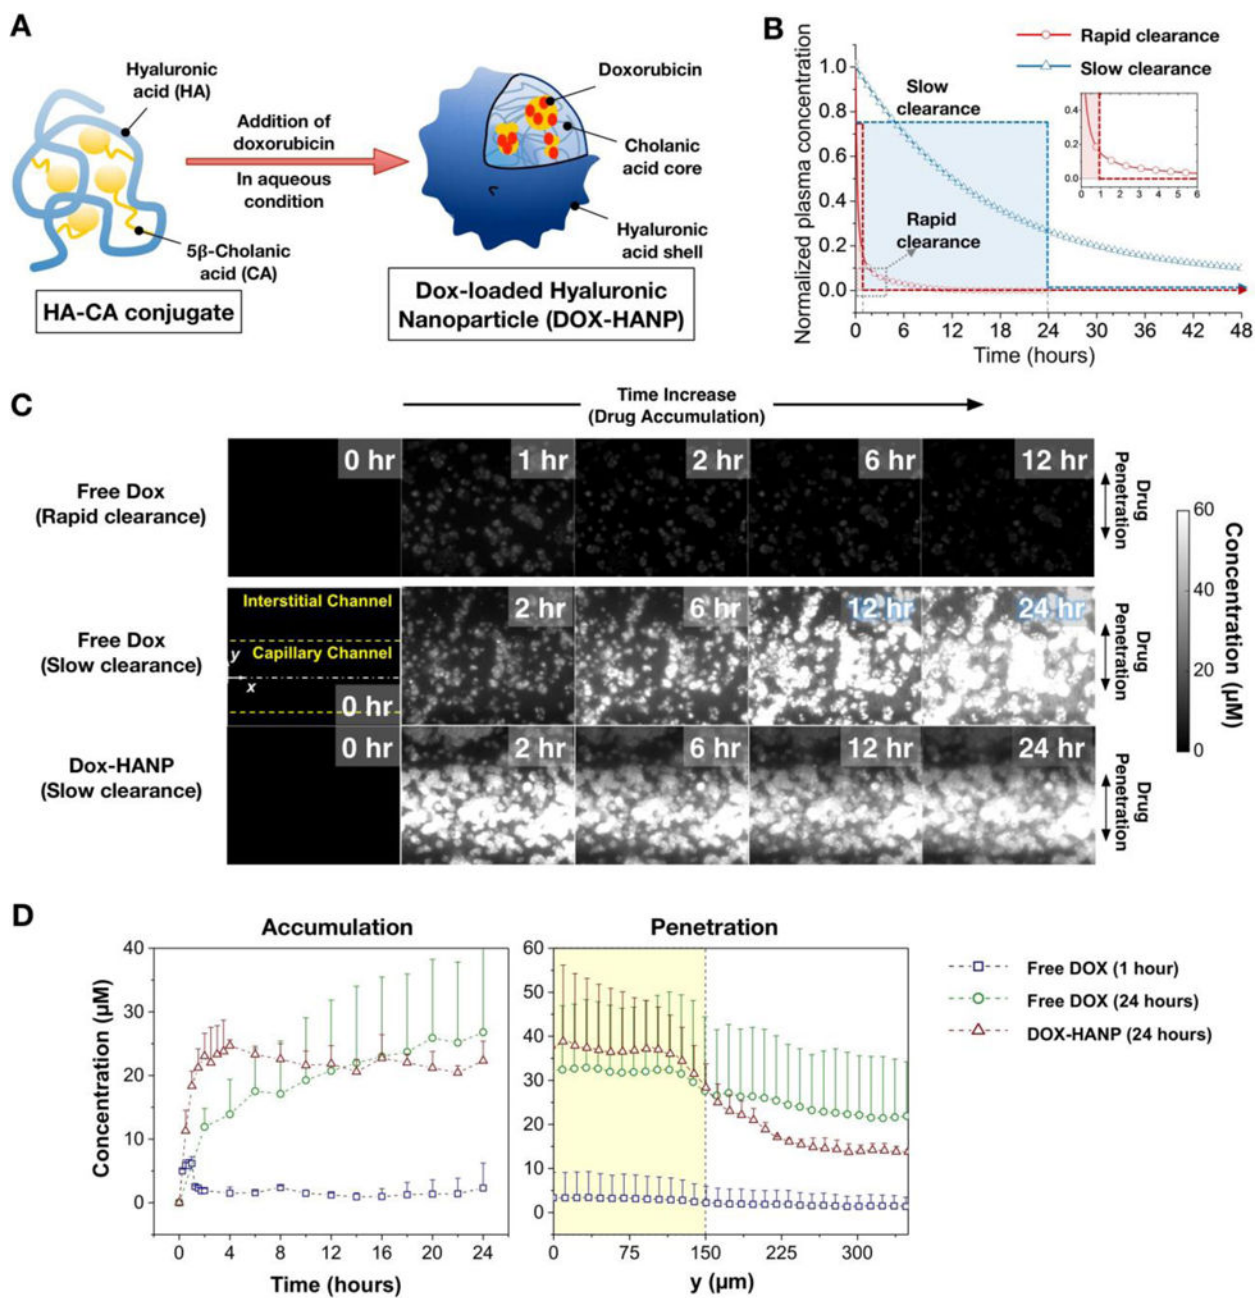 A
Hyaluronic
acid (HA)
5β-Cholanic
acid (CA)
HA-CA conjugate
Addition of
doxorubicin
In aqueous
condition
Doxorubicin
Cholanic
acid core
Hyaluronic
acid shell
Dox-loaded Hyaluronic
Nanoparticle (DOX-HANP)
B
Rapid clearance
Slow clearance
Normalized plasma concentration
1.0
0.8
0.6
0.4
0.2
0.0
Slow
clearance
Rapid
clearance
0.4
0.2
0.0
0 1 2 3 4 5 6
0 6 12 18 24 30 36 42 48
Time (hours)
C
Time Increase
(Drug Accumulation)
Free Dox
(Rapid clearance)
0 hr
1 hr
2 hr
6 hr
12 hr
Drug
Penetration
Free Dox
(Slow clearance)
Interstitial Channel
Capillary Channel
y
x
0 hr
2 hr
6 hr
12 hr
24 hr
Drug
Penetration
Dox-HANP
(Slow clearance)
0 hr
2 hr
6 hr
12 hr
24 hr
Drug
Penetration
60
40
20
0
Concentration (μM)
D
Accumulation
Concentration (μM)
40
30
20
10
0
0 4 8 12 16 20 24
Time (hours)
Penetration
60
50
40
30
20
10
0
0 75 150 225 300
y (μm)
Free DOX (1 hour)
Free DOX (24 hours)
DOX-HANP (24 hours)